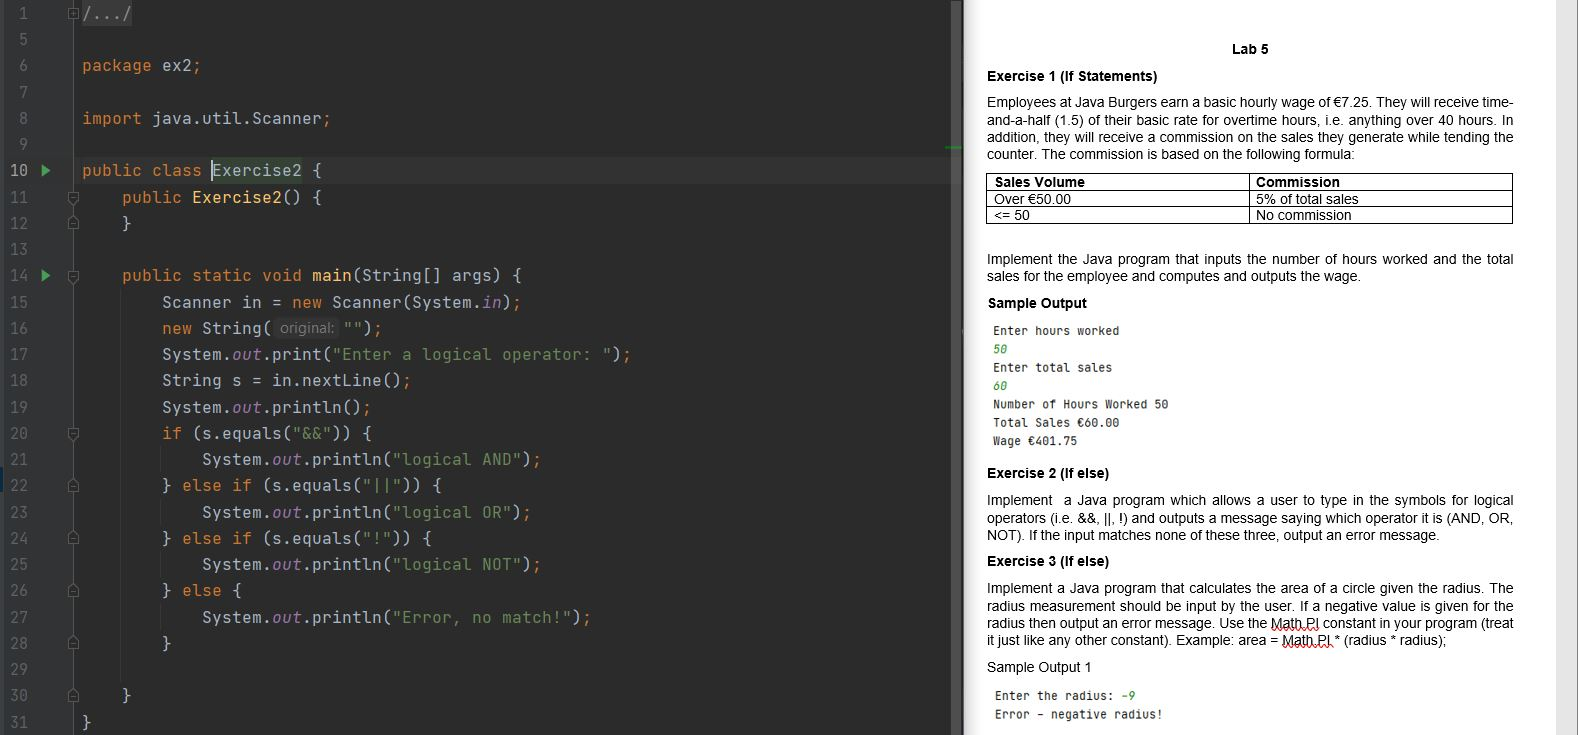 1 /.../
5
6 package ex2;
7
8 import java.util.Scanner;
9
10 public class Exercise2 {
11 public Exercise2() {
12 }
13
14 public static void main(String[] args) {
15 Scanner in = new Scanner(System.in);
16 new String( original: "");
17 System.out.print("Enter a logical operator: ");
18 String s = in.nextLine();
19 System.out.println();
20 if (s.equals("&&")) {
21 System.out.println("logical AND");
22 } else if (s.equals("||")) {
23 System.out.println("logical OR");
24 } else if (s.equals("!")) {
25 System.out.println("logical NOT");
26 } else {
27 System.out.println("Error, no match!");
28 }
29
30 }
31 }
Lab 5
Exercise 1 (If Statements)
Employees at Java Burgers earn a basic hourly wage of €7.25. They will receive time-
and-a-half (1.5) of their basic rate for overtime hours, i.e. anything over 40 hours. In
addition, they will receive a commission on the sales they generate while tending the
counter. The commission is based on the following formula:
Sales Volume Commission
Over €50.00 5% of total sales
<= 50 No commission
Implement the Java program that inputs the number of hours worked and the total
sales for the employee and computes and outputs the wage.
Sample Output
Enter hours worked
50
Enter total sales
60
Number of Hours Worked 50
Total Sales €60.00
Wage €401.75
Exercise 2 (If else)
Implement a Java program which allows a user to type in the symbols for logical
operators (i.e. &&, ||, !) and outputs a message saying which operator it is (AND, OR,
NOT). If the input matches none of these three, output an error message.
Exercise 3 (If else)
Implement a Java program that calculates the area of a circle given the radius. The
radius measurement should be input by the user. If a negative value is given for the
radius then output an error message. Use the Math.PI constant in your program (treat
it just like any other constant). Example: area = Math.PI * (radius * radius);
Sample Output 1
Enter the radius: -9
Error - negative radius!